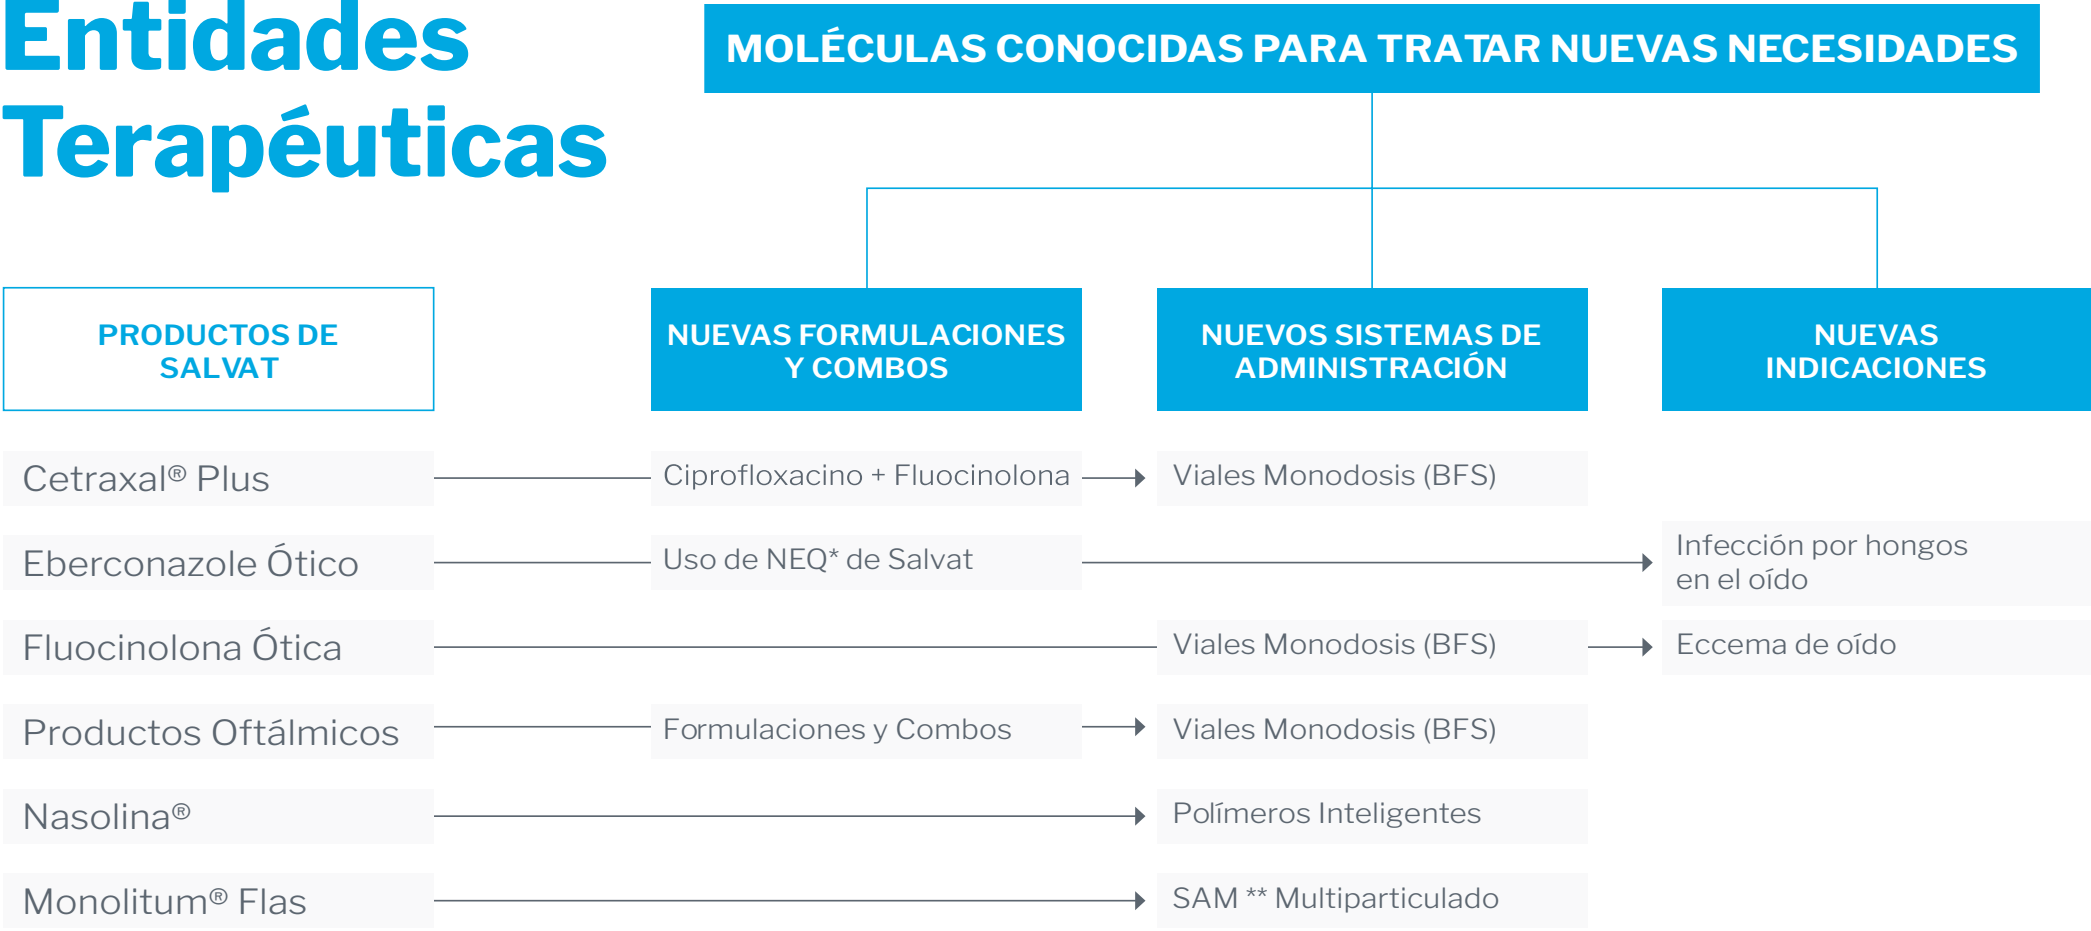 Entidades
Terapéuticas
MOLÉCULAS CONOCIDAS PARA TRATAR NUEVAS NECESIDADES
PRODUCTOS DE
SALVAT
NUEVAS FORMULACIONES
Y COMBOS
NUEVOS SISTEMAS DE
ADMINISTRACIÓN
NUEVAS
INDICACIONES
Cetraxal® Plus
Ciprofloxacino + Fluocinolona
Viales Monodosis (BFS)
Eberconazole Ótico
Uso de NEQ* de Salvat
Infección por hongos
en el oído
Fluocinolona Ótica
Viales Monodosis (BFS)
Eccema de oído
Productos Oftálmicos
Formulaciones y Combos
Viales Monodosis (BFS)
Nasolina®
Polímeros Inteligentes
Monolitum® Flas
SAM ** Multiparticulado